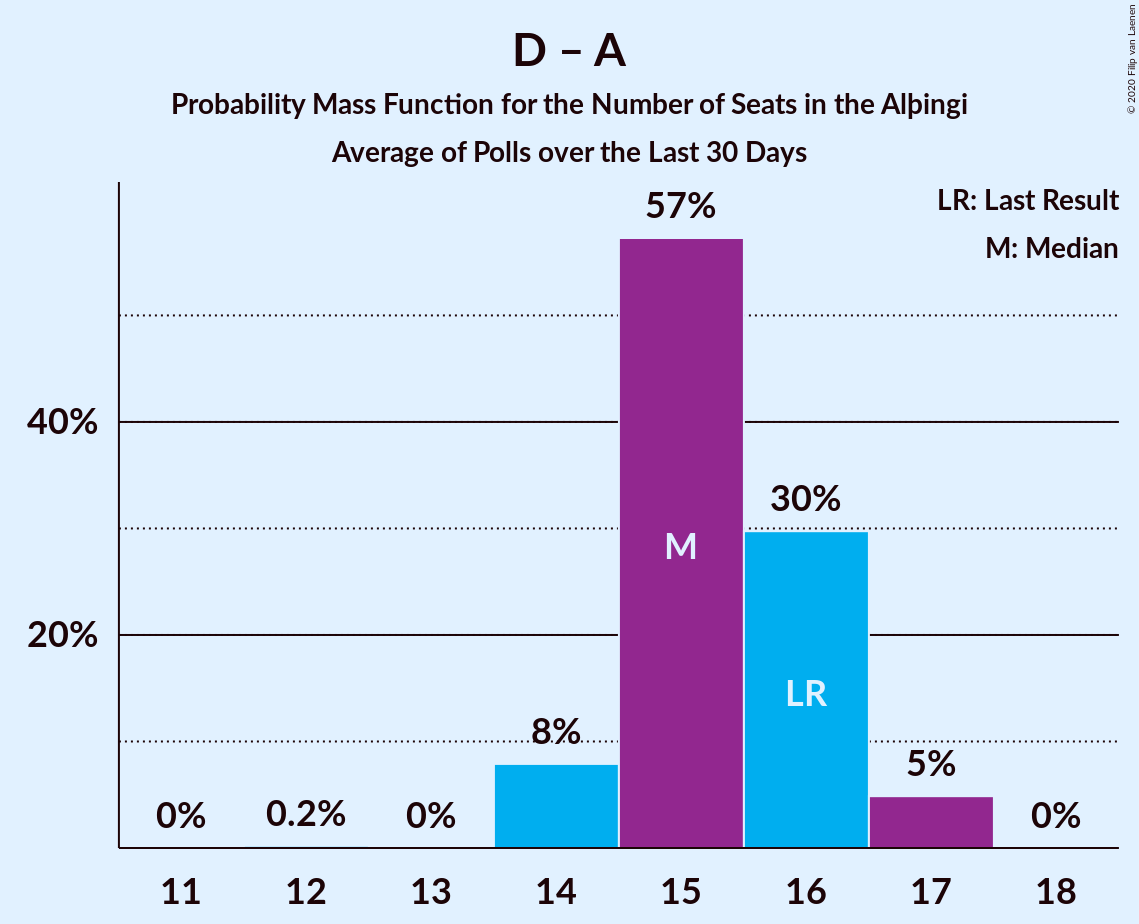 D – A
Probability Mass Function for the Number of Seats in the Alþingi
Average of Polls over the Last 30 Days
© 2020 Filip van Laenen
LR: Last Result
M: Median
57%
40%
30%
M
20%
LR
8%
5%
0%
0.2%
0%
0%
11
12
13
14
15
16
17
18